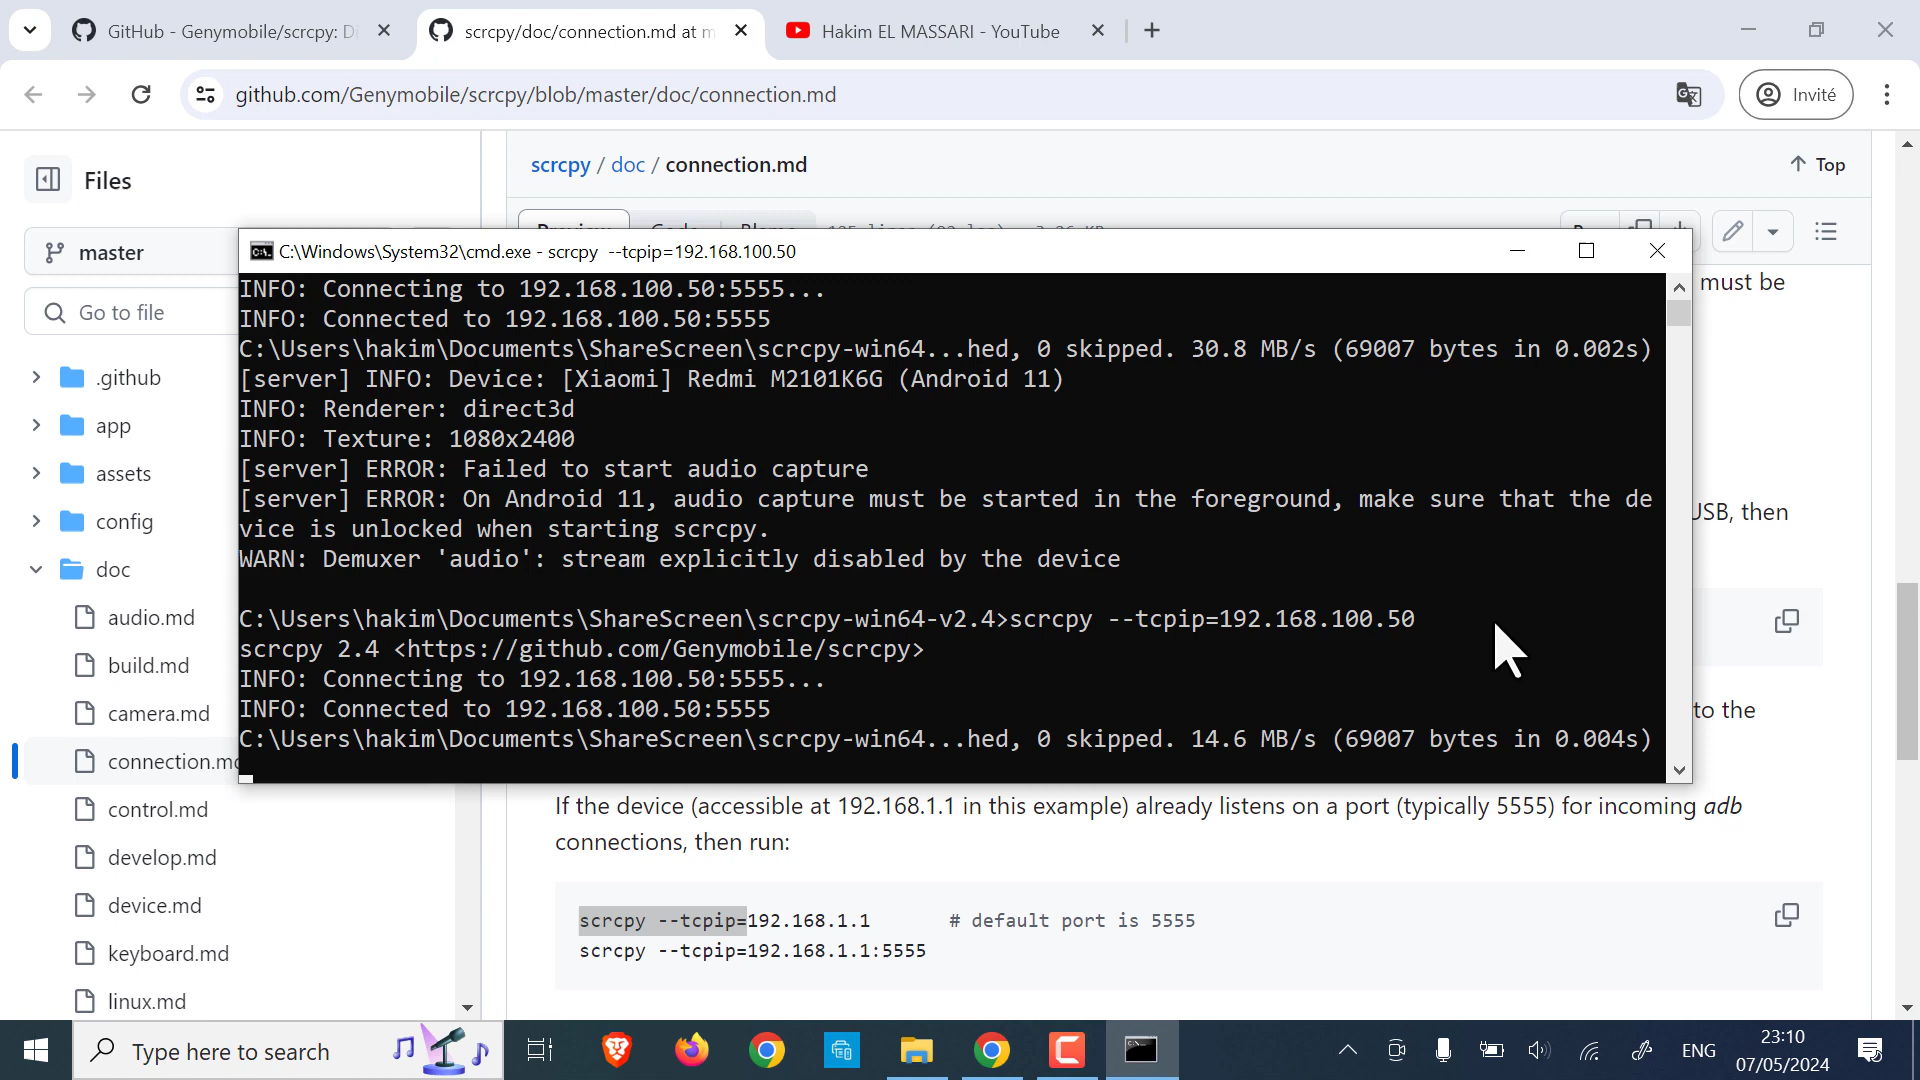 GitHub - Genymobile/scrcpy: Di
scrcpy/doc/connection.md at m
Hakim EL MASSARI - YouTube
github.com/Genymobile/scrcpy/blob/master/doc/connection.md
Invité
Files
scrcpy / doc / connection.md
Top
master
Preview
Code
Blame
C:\Windows\System32\cmd.exe - scrcpy --tcpip=192.168.100.50
Go to file
must be
INFO: Connecting to 192.168.100.50:5555...
INFO: Connected to 192.168.100.50:5555
C:\Users\hakim\Documents\ShareScreen\scrcpy-win64...hed, 0 skipped. 30.8 MB/s (69007 bytes in 0.002s)
[server] INFO: Device: [Xiaomi] Redmi M2101K6G (Android 11)
INFO: Renderer: direct3d
INFO: Texture: 1080x2400
[server] ERROR: Failed to start audio capture
[server] ERROR: On Android 11, audio capture must be started in the foreground, make sure that the de
vice is unlocked when starting scrcpy.
WARN: Demuxer 'audio': stream explicitly disabled by the device
C:\Users\hakim\Documents\ShareScreen\scrcpy-win64-v2.4>scrcpy --tcpip=192.168.100.50
scrcpy 2.4 <https://github.com/Genymobile/scrcpy>
INFO: Connecting to 192.168.100.50:5555...
INFO: Connected to 192.168.100.50:5555
C:\Users\hakim\Documents\ShareScreen\scrcpy-win64...hed, 0 skipped. 14.6 MB/s (69007 bytes in 0.004s)
USB, then
to the
.github
app
assets
config
doc
audio.md
build.md
camera.md
connection.md
control.md
develop.md
device.md
keyboard.md
linux.md
If the device (accessible at 192.168.1.1 in this example) already listens on a port (typically 5555) for incoming adb
connections, then run:
scrcpy --tcpip=192.168.1.1 # default port is 5555
scrcpy --tcpip=192.168.1.1:5555
Type here to search
ENG
23:10
07/05/2024